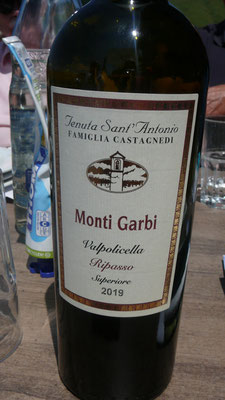 Tenuta Sant'Antonio
FAMIGLIA CASTAGNEDI
Monti Garbi
Valpolicella
Ripasso
Superiore
2019